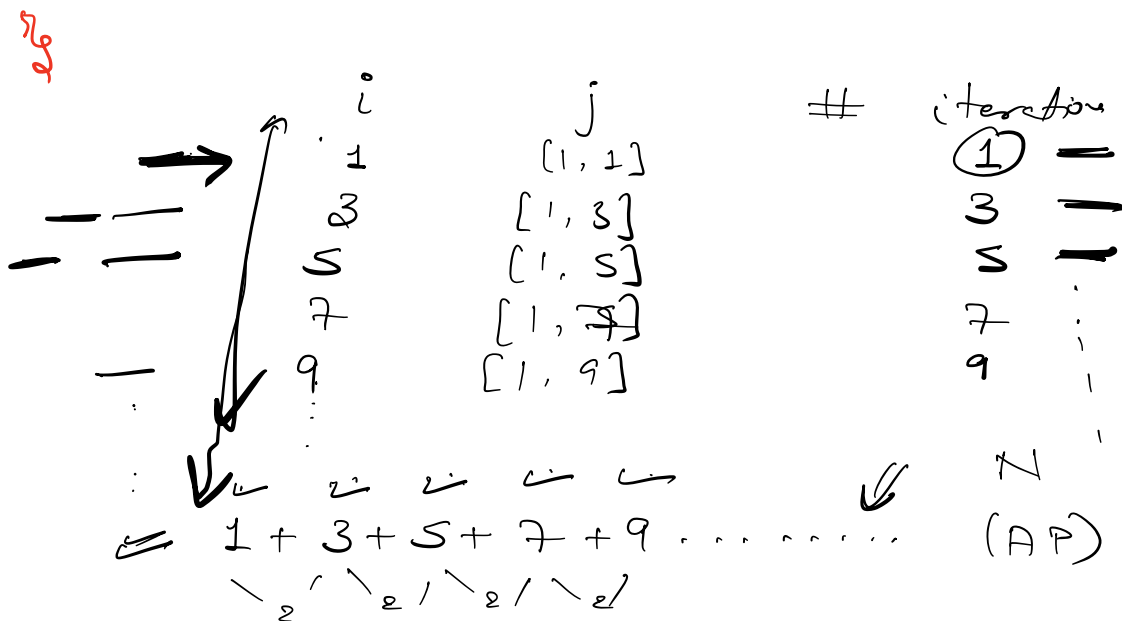 i j # iteration
1 [1, 1] 1
3 [1, 3] 3
5 [1, 5] 5
7 [1, 7] 7
9 [1, 9] 9
N
1 + 3 + 5 + 7 + 9 ......... (AP)
2 2 2 2